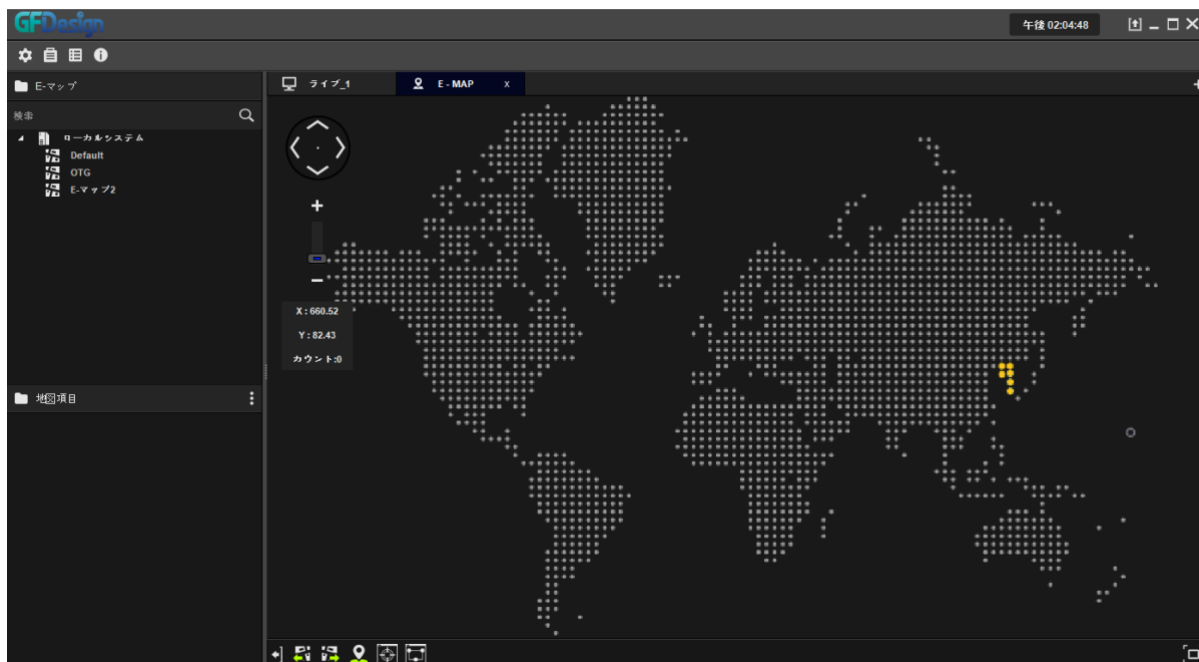 GFDesign
午後 02:04:48
E-マップ
ライブ_1
E - MAP
x
検索
ローカルシステム
Default
OTG
E-マップ2
X : 660.52
Y : 82.43
カウント:0
地図項目